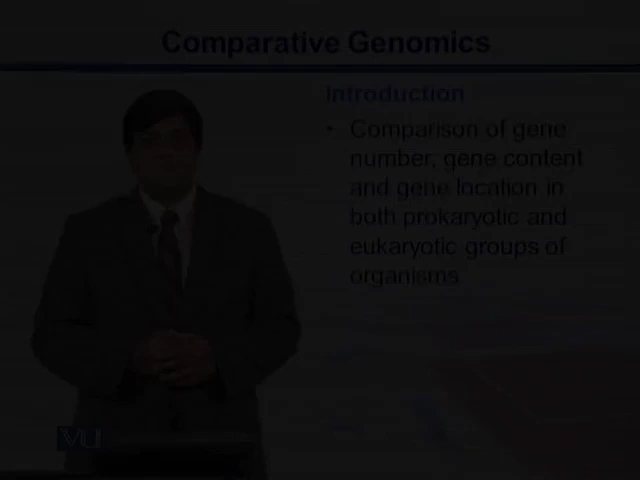 Comparative Genomics
Introduction
• Comparison of gene
number, gene content
and gene location in
both prokaryotic and
eukaryotic groups of
organisms
VU